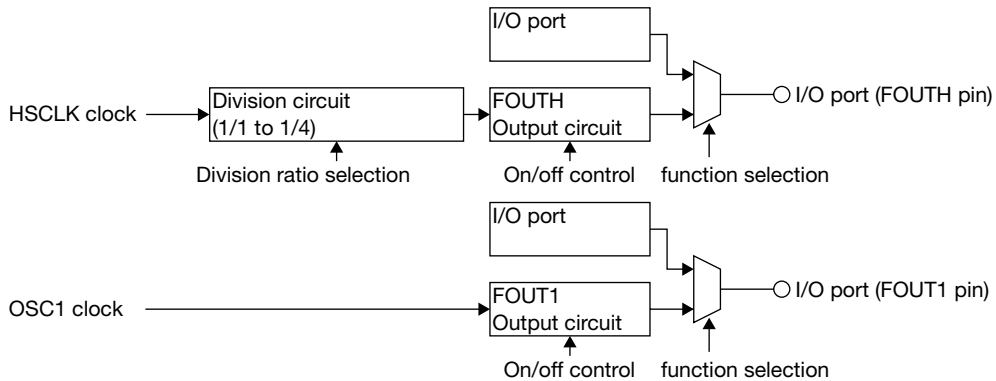 I/O port
HSCLK clock
Division circuit
(1/1 to 1/4)
FOUTH
Output circuit
I/O port (FOUTH pin)
Division ratio selection
On/off control
function selection
I/O port
OSC1 clock
FOUT1
Output circuit
I/O port (FOUT1 pin)
On/off control
function selection